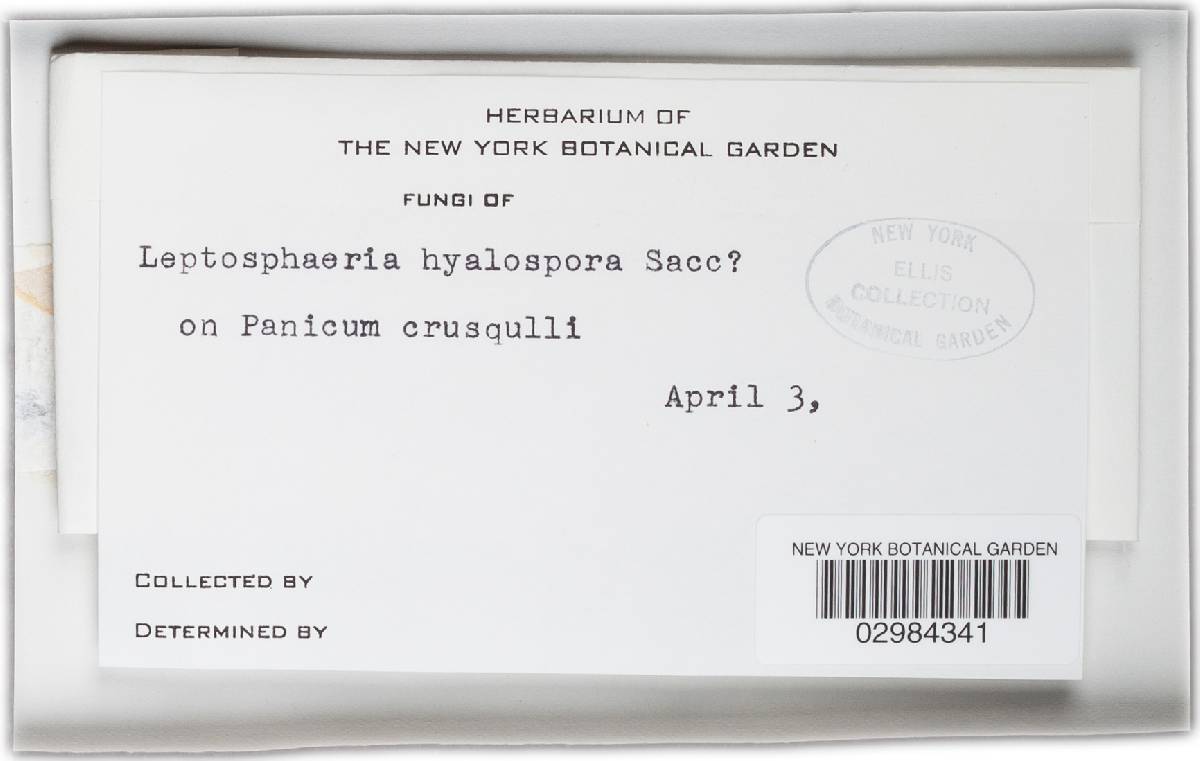 HERBARIUM OF
THE NEW YORK BOTANICAL GARDEN
FUNGI OF
Leptosphaeria hyalospora Sacc?
on Panicum crusqulli
April 3,
NEW YORK
ELLIS
COLLECTION
BOTANICAL GARDEN
COLLECTED BY
DETERMINED BY
NEW YORK BOTANICAL GARDEN
02984341